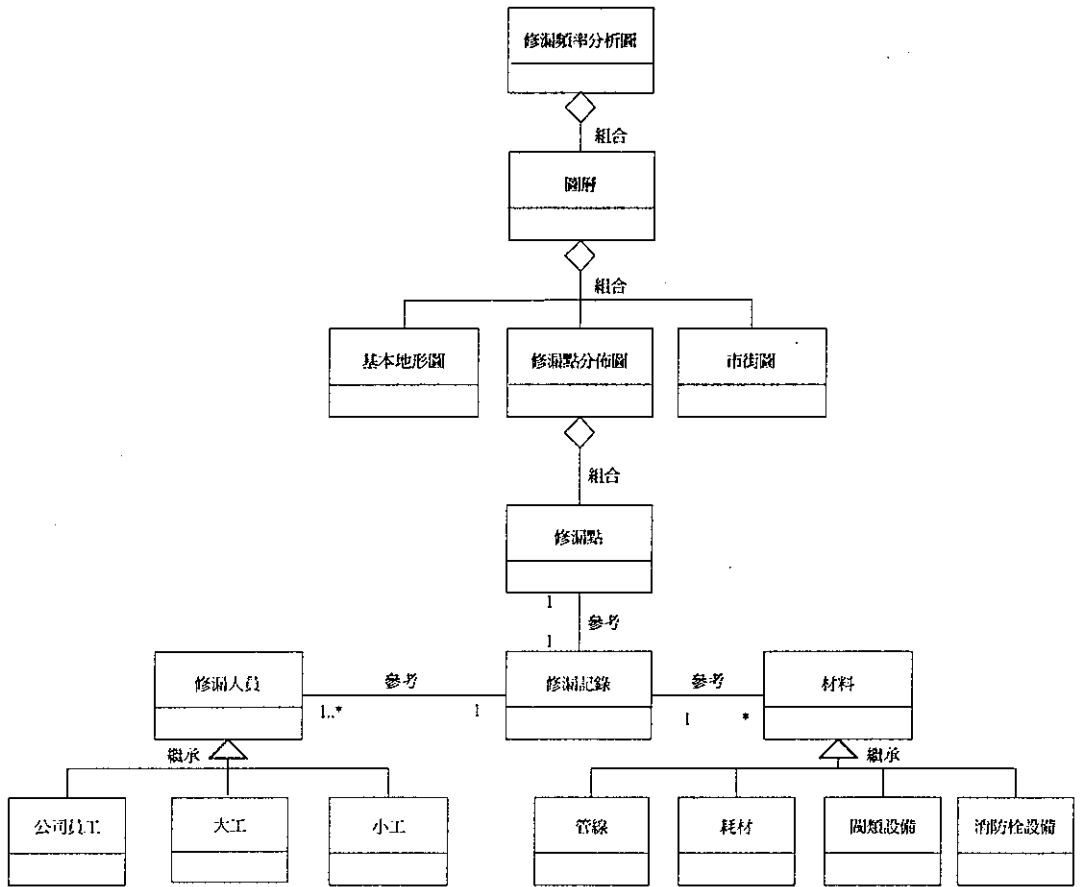 修漏頻率分析圖
組合
圖層
組合
基本地形圖
修漏點分佈圖
市街圖
組合
修漏點
1
參考
1
修漏人員
參考
修漏記錄
參考
材料
1..*
1
1
*
繼承
繼承
公司員工
大工
小工
管線
耗材
閥類設備
消防栓設備